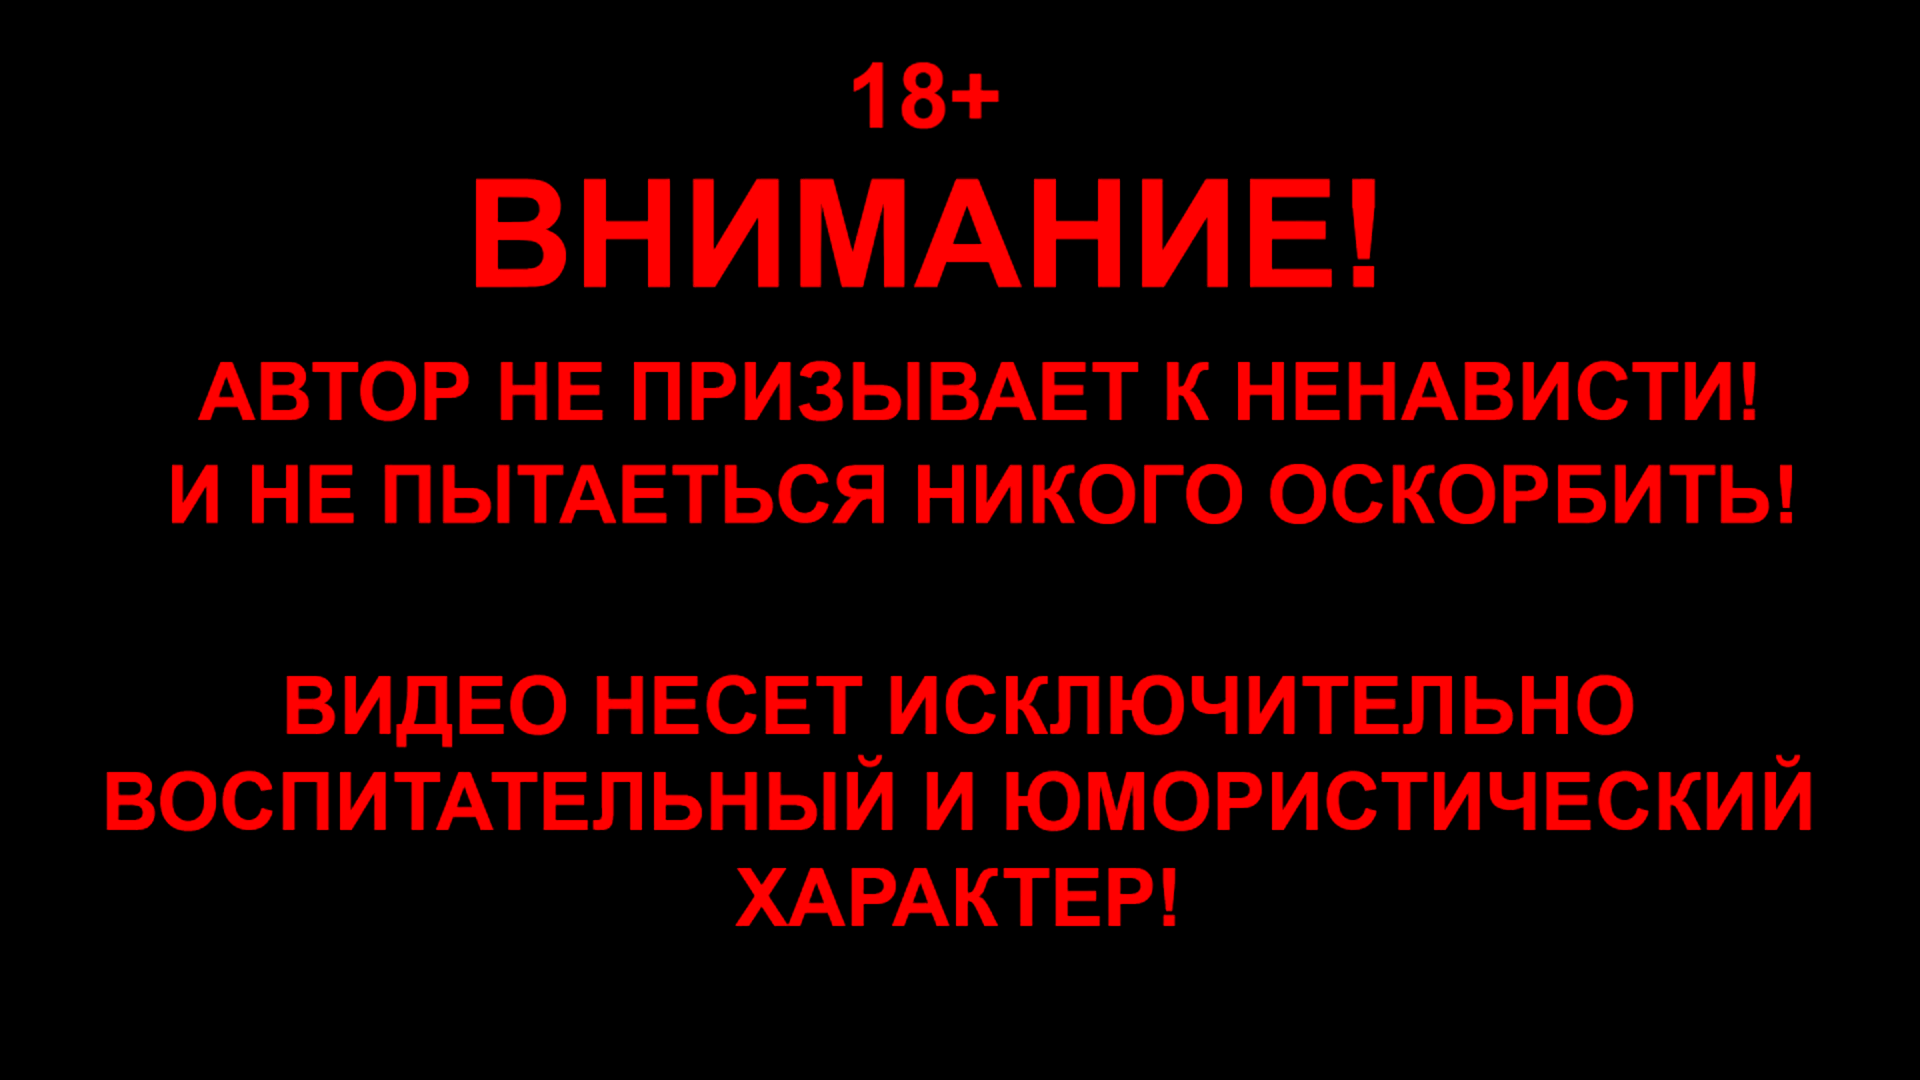 18+
ВНИМАНИЕ!
АВТОР НЕ ПРИЗЫВАЕТ К НЕНАВИСТИ!
И НЕ ПЫТАЕТЬСЯ НИКОГО ОСКОРБИТЬ!
ВИДЕО НЕСЕТ ИСКЛЮЧИТЕЛЬНО
ВОСПИТАТЕЛЬНЫЙ И ЮМОРИСТИЧЕСКИЙ
ХАРАКТЕР!